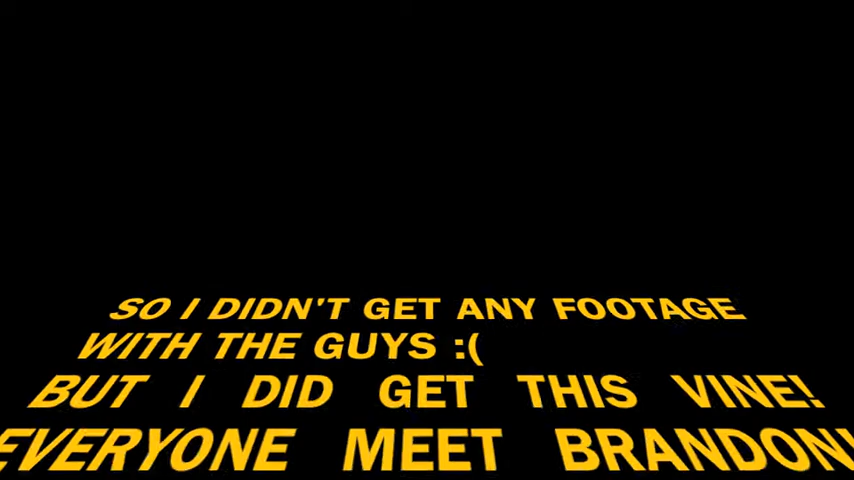 SO I DIDN'T GET ANY FOOTAGE
WITH THE GUYS :(
BUT I DID GET THIS VINE!
EVERYONE MEET BRANDON!